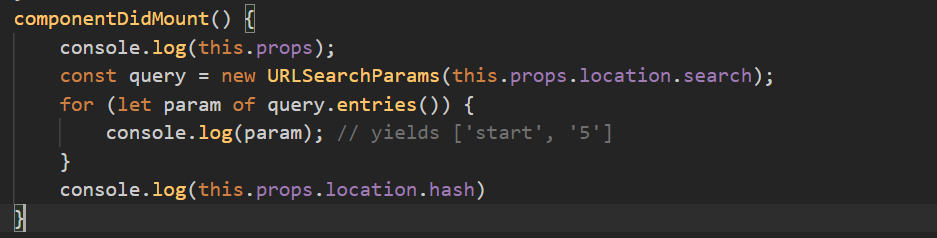 componentDidMount() {
    console.log(this.props);
    const query = new URLSearchParams(this.props.location.search);
    for (let param of query.entries()) {
        console.log(param); // yields ['start', '5']
    }
    console.log(this.props.location.hash)
}